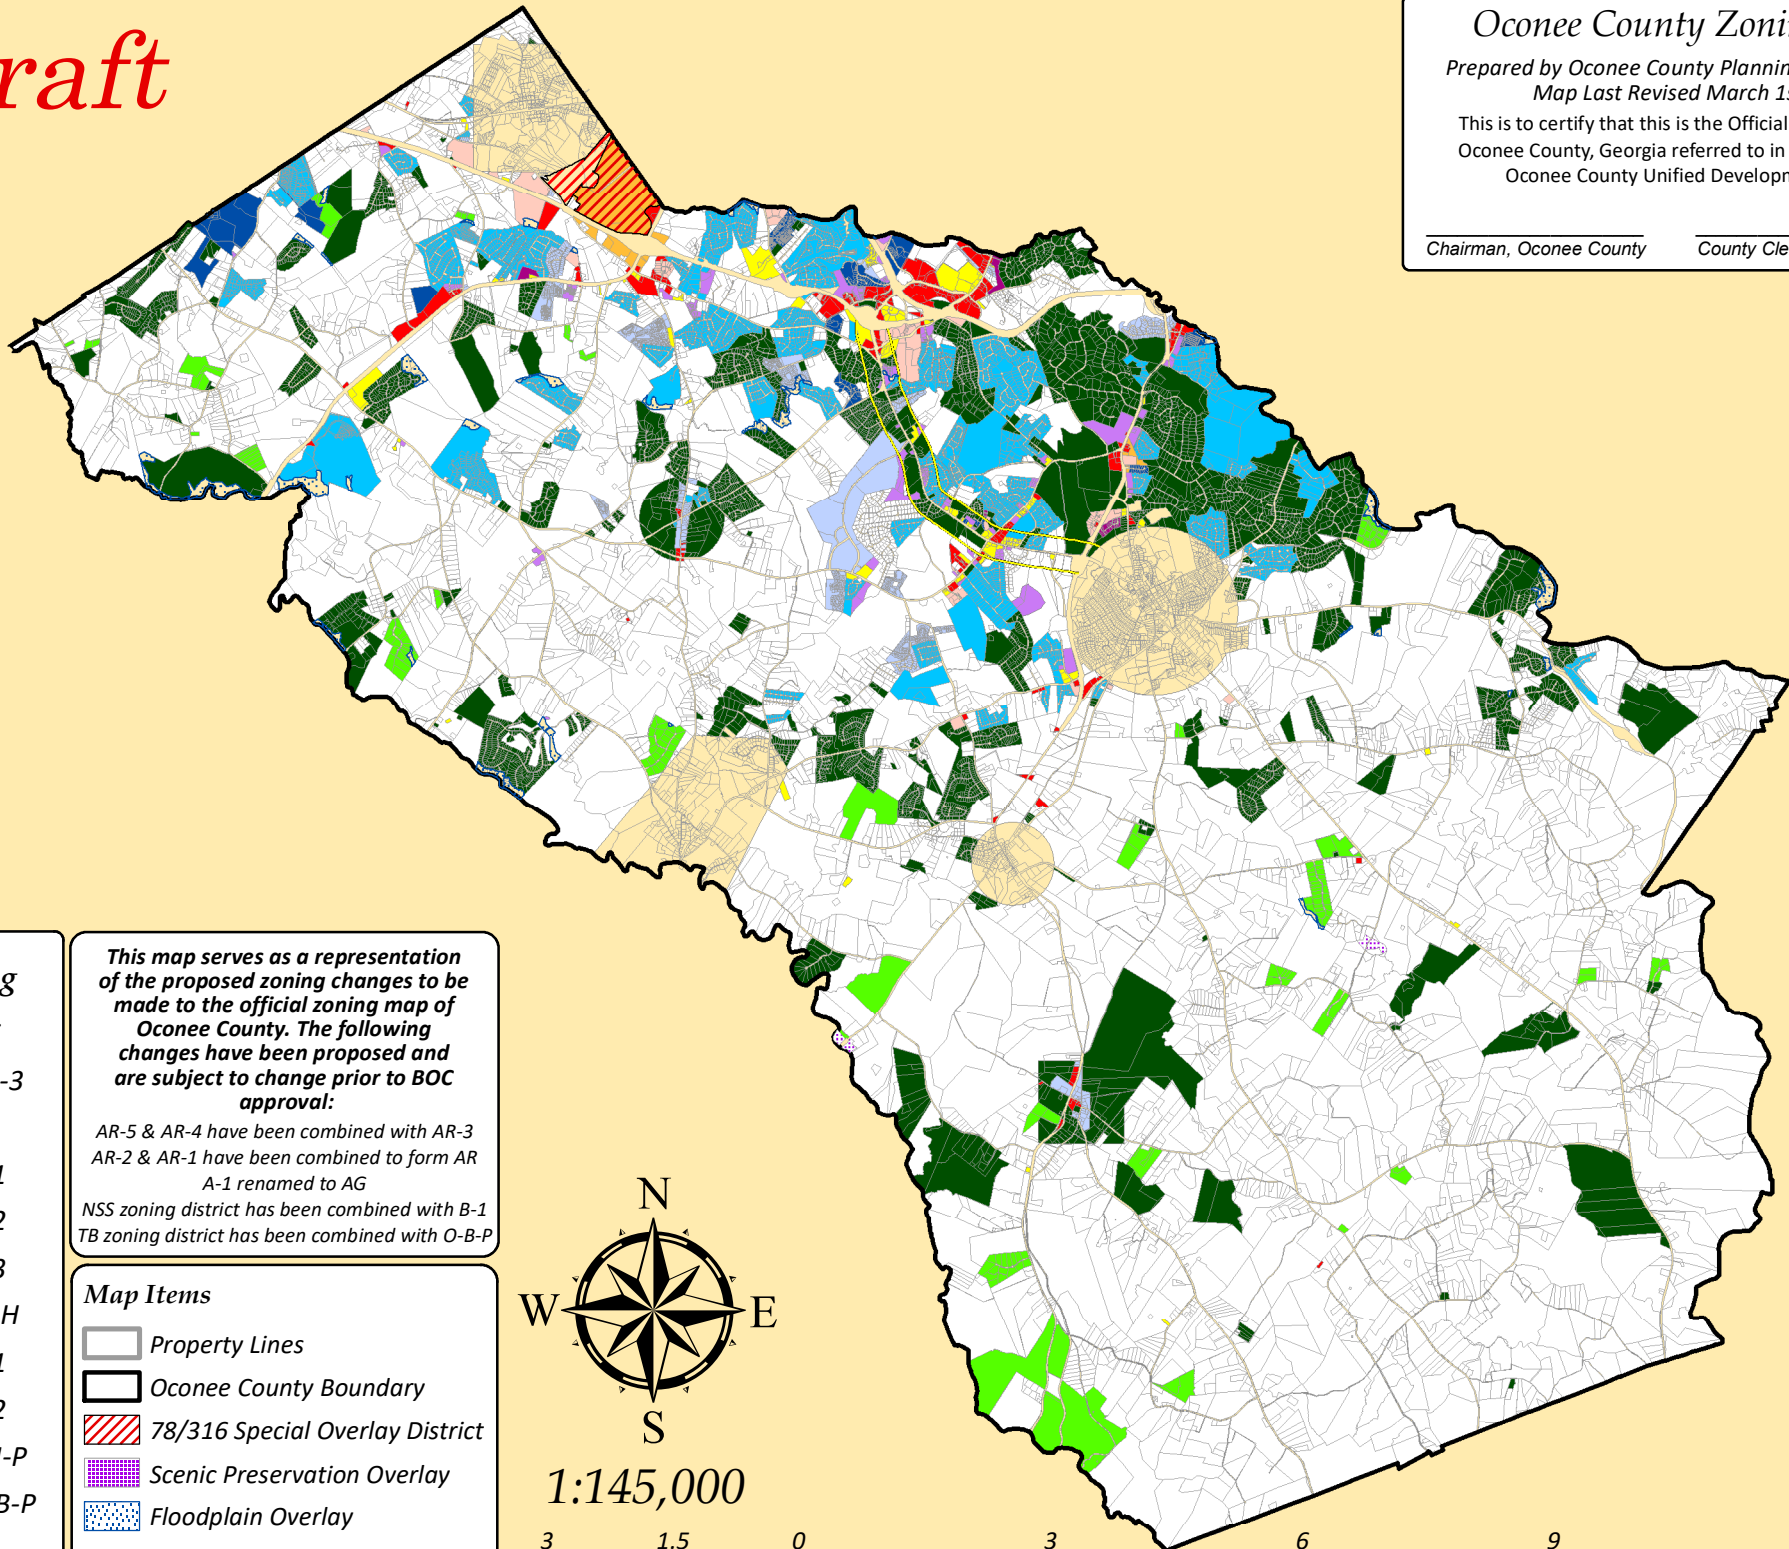 raft
Oconee County Zoni
Prepared by Oconee County Plannin
Map Last Revised March 1s
This is to certify that this is the Official
Oconee County, Georgia referred to in
Oconee County Unified Developm
Chairman, Oconee County
County Cle
g
-3
1
2
3
H
1
2
I-P
B-P
This map serves as a representation
of the proposed zoning changes to be
made to the official zoning map of
Oconee County. The following
changes have been proposed and
are subject to change prior to BOC
approval:
AR-5 & AR-4 have been combined with AR-3
AR-2 & AR-1 have been combined to form AR
A-1 renamed to AG
NSS zoning district has been combined with B-1
TB zoning district has been combined with O-B-P
Map Items
Property Lines
Oconee County Boundary
78/316 Special Overlay District
Scenic Preservation Overlay
Floodplain Overlay
N
W
E
S
1:145,000
3 1.5 0 3 6 9